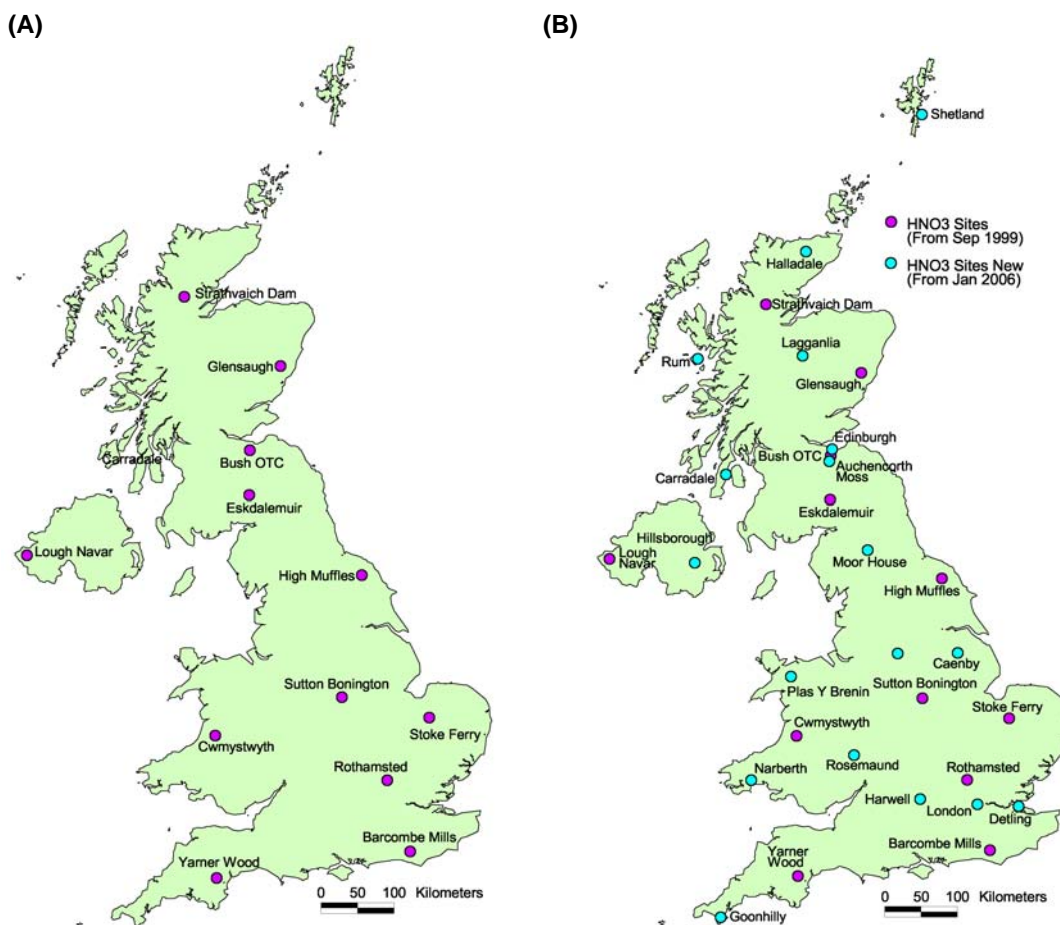 (A)
Strathvaich Dam
Glensaugh
Carradale
Bush OTC
Eskdalemuir
Lough Navar
High Muffles
Sutton Bonington
Stoke Ferry
Cwmystwyth
Rothamsted
Barcombe Mills
Yarner Wood
0 50 100 Kilometers
(B)
Shetland
HNO3 Sites
(From Sep 1999)
HNO3 Sites New
(From Jan 2006)
Halladale
Strathvaich Dam
Lagganlia
Rum
Glensaugh
Edinburgh
Bush OTC
Auchencorth
Moss
Carradale
Eskdalemuir
Hillsborough
Lough
Navar
Moor House
High Muffles
Caenby
Plas Y Brenin
Sutton Bonington
Stoke Ferry
Cwmystwyth
Rosemaund
Narberth
Rothamsted
Harwell
London
Detling
Barcombe Mills
Yarner
Wood
Goonhilly
0 50 100 Kilometers